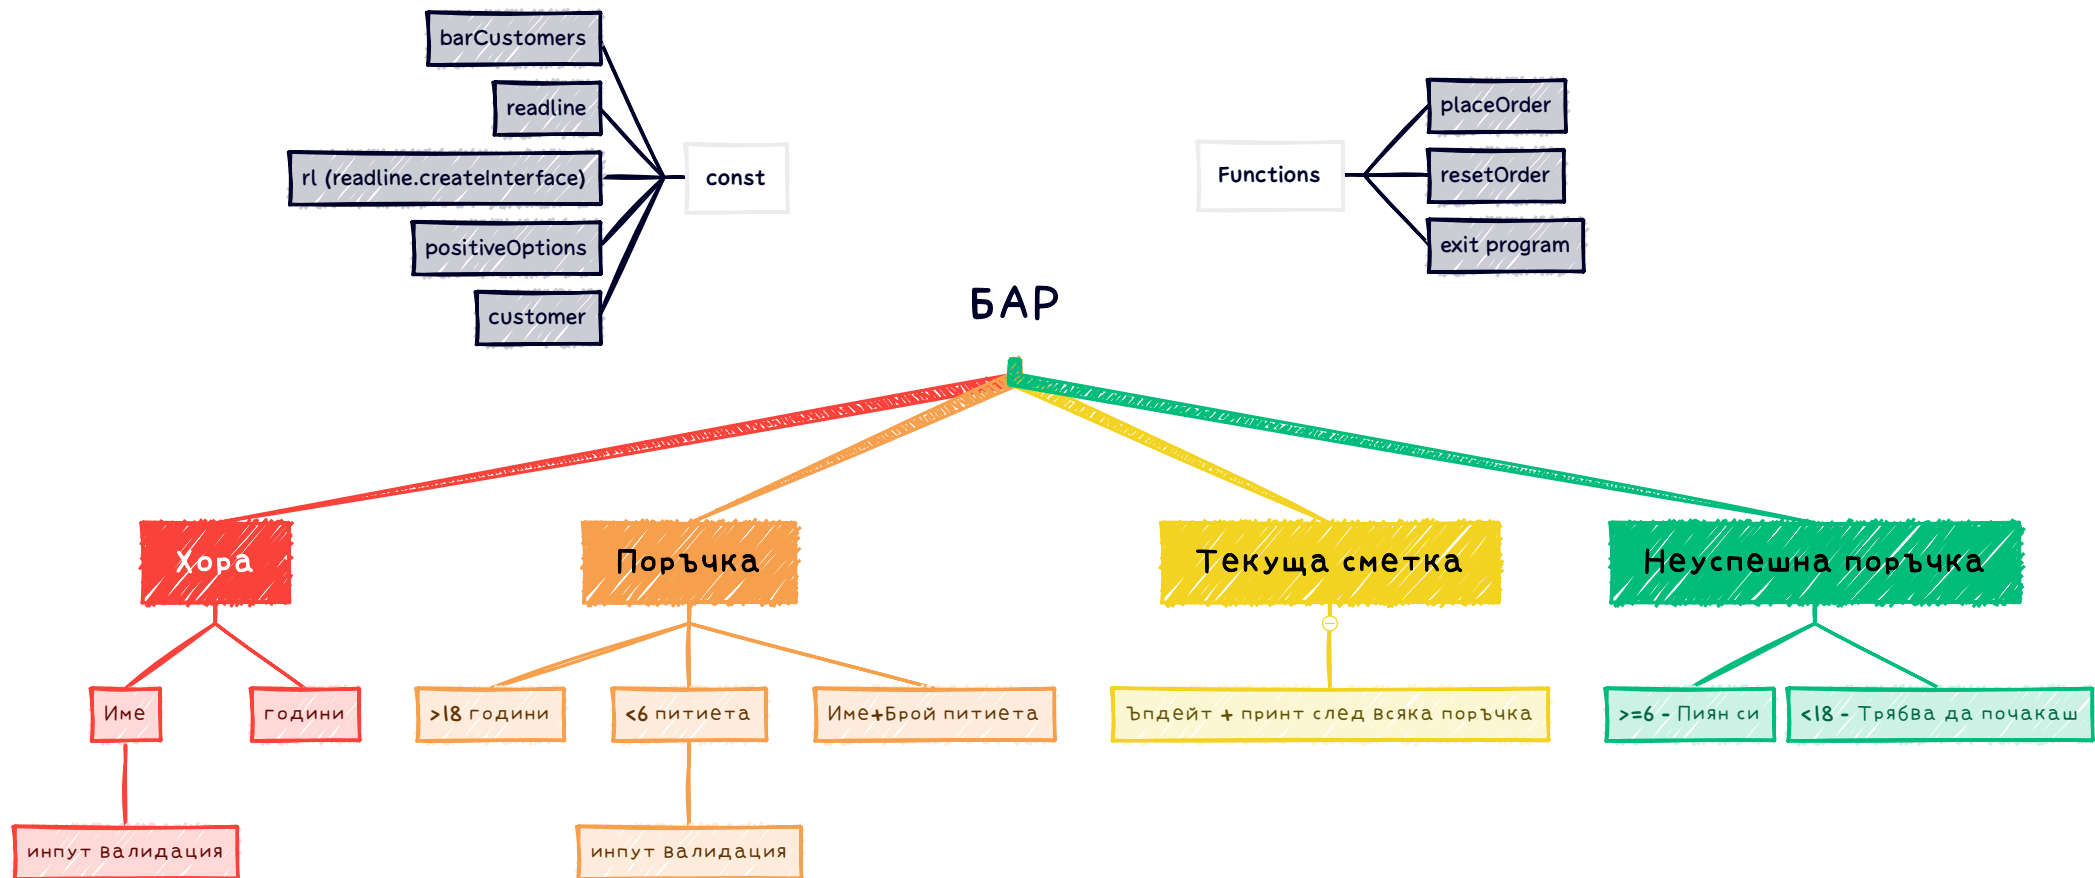 barCustomers
readline
rl (readline.createInterface)
positiveOptions
customer
const
Functions
placeOrder
resetOrder
exit program
БАР
Хора
Поръчка
Текуща сметка
Неуспешна поръчка
Име
години
>18 години
<6 питиета
Име+Брой питиета
Ъпдейт + принт след всяка поръчка
>=6 - Пиян си
<18 - Трябва да почакаш
инпут валидация
инпут валидация